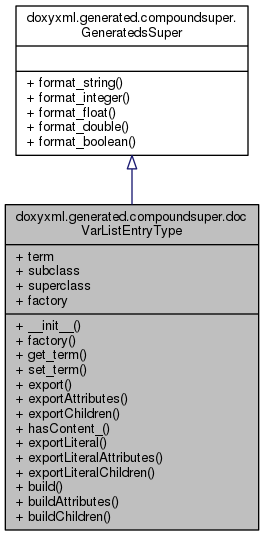 doxyxml.generated.compoundsuper.
GeneratedsSuper
+ format_string()
+ format_integer()
+ format_float()
+ format_double()
+ format_boolean()
doxyxml.generated.compoundsuper.doc
VarListEntryType
+ term
+ subclass
+ superclass
+ factory
+ __init__()
+ factory()
+ get_term()
+ set_term()
+ export()
+ exportAttributes()
+ exportChildren()
+ hasContent_()
+ exportLiteral()
+ exportLiteralAttributes()
+ exportLiteralChildren()
+ build()
+ buildAttributes()
+ buildChildren()